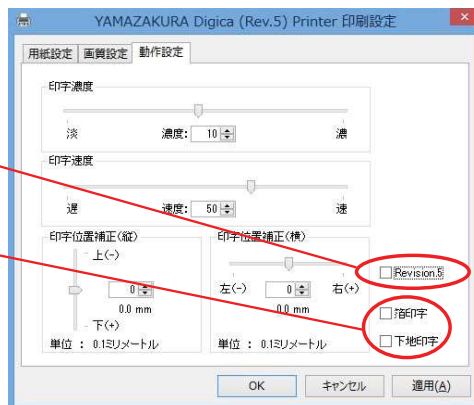 YAMAZAKURA Digica (Rev.5) Printer 印刷設定
用紙設定 画質設定 動作設定
印字濃度
淡 濃度: 10 濃
印字速度
遅 速度: 50 速
印字位置補正(縦)
上(-)
0
0.0 mm
下(+)
単位 : 0.1ミリメートル
印字位置補正(横)
左(-) 0 右(+)
0.0 mm
単位 : 0.1ミリメートル
Revision.5
箔印字
下地印字
OK キャンセル 適用(A)